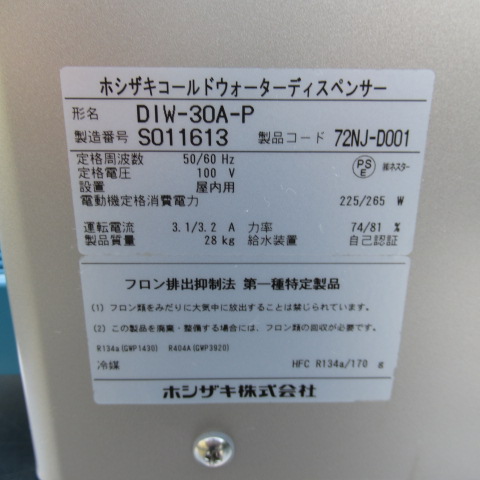 ホシザキコールドウォーターディスペンサー
形名 DIW-30A-P
製造番号 S011613 製品コード 72NJ-D001
定格周波数 50/60 Hz
定格電圧 100 V
設置 屋内用
PSE ㈱ネスター
電動機定格消費電力 225/265 W
運転電流 3.1/3.2 A 力率 74/81 %
製品質量 28 kg 給水装置 自己認証
フロン排出抑制法 第一種特定製品
(1) フロン類をみだりに大気中に放出することは禁じられています。
(2) この製品を廃棄・整備する場合には、フロン類の回収が必要です。
R134a(GWP1430) R404A(GWP3920)
冷媒 HFC R134a/170 g
ホシザキ株式会社